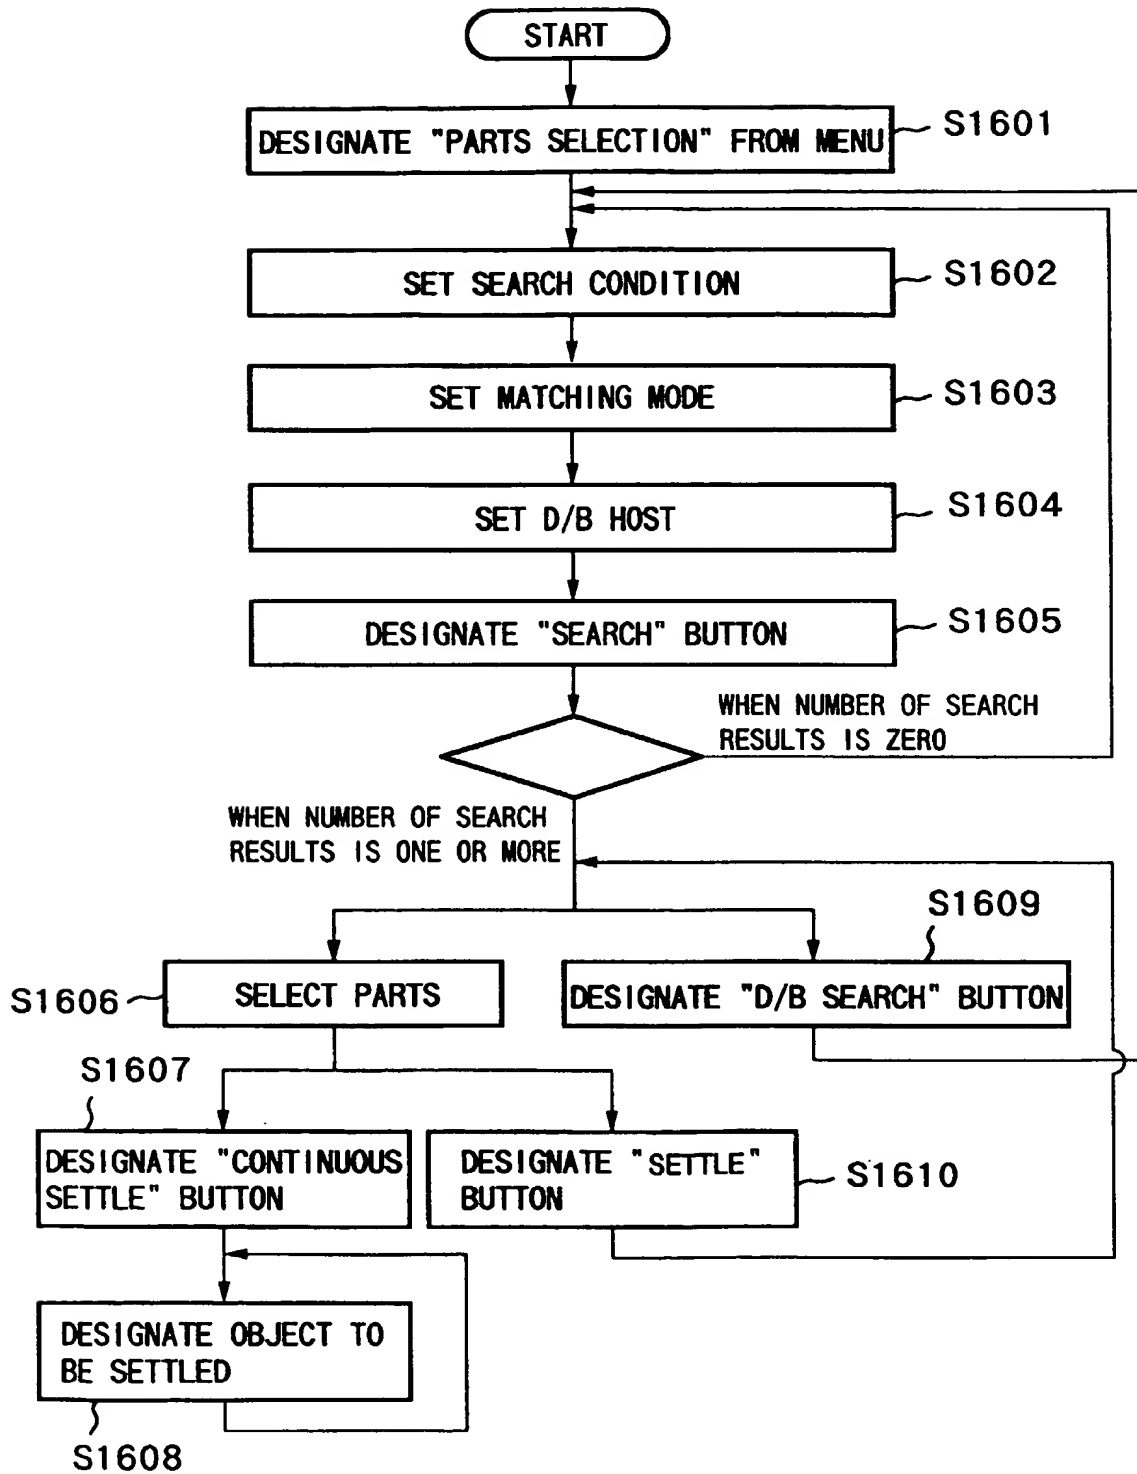 START
DESIGNATE "PARTS SELECTION" FROM MENU
S1601
SET SEARCH CONDITION
S1602
SET MATCHING MODE
S1603
SET D/B HOST
S1604
DESIGNATE "SEARCH" BUTTON
S1605
WHEN NUMBER OF SEARCH
RESULTS IS ZERO
WHEN NUMBER OF SEARCH
RESULTS IS ONE OR MORE
S1609
S1606
SELECT PARTS
DESIGNATE "D/B SEARCH" BUTTON
S1607
DESIGNATE "CONTINUOUS
SETTLE" BUTTON
DESIGNATE "SETTLE"
BUTTON
S1610
DESIGNATE OBJECT TO
BE SETTLED
S1608